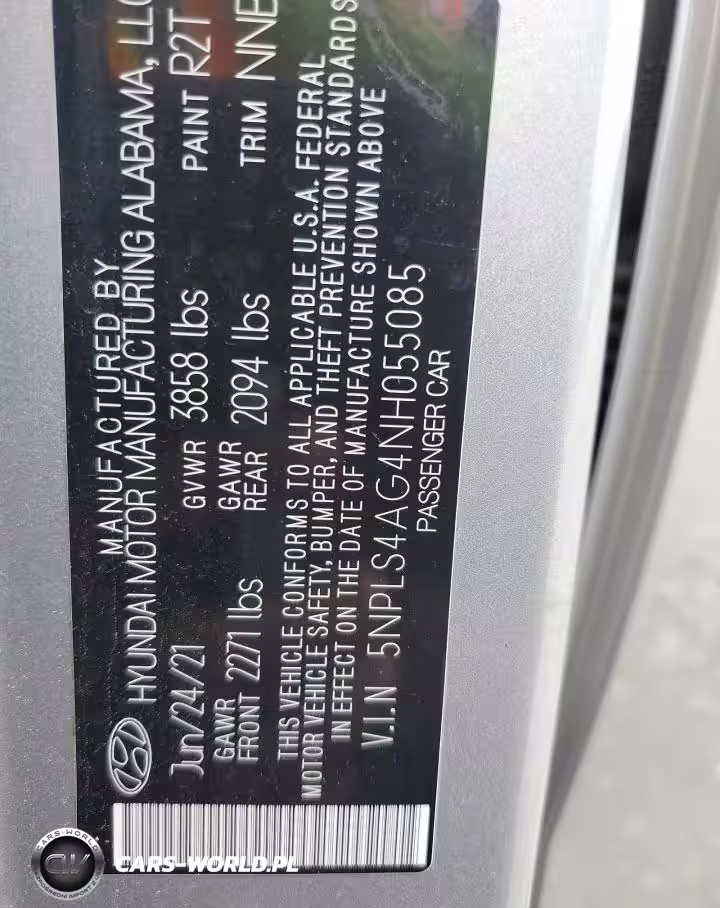 MANUFACTURED BY
HYUNDAI MOTOR MANUFACTURING ALABAMA, LLC
Jun/24/21 GVWR 3858 lbs PAINT R2T
GAWR GAWR
FRONT 2271 lbs REAR 2094 lbs TRIM NNB
THIS VEHICLE CONFORMS TO ALL APPLICABLE U.S.A. FEDERAL
MOTOR VEHICLE SAFETY, BUMPER, AND THEFT PREVENTION STANDARDS
IN EFFECT ON THE DATE OF MANUFACTURE SHOWN ABOVE
V.I.N 5NPLS4AG4NH055085
PASSENGER CAR
CARS-WORLD.PL
CARS-WORLD